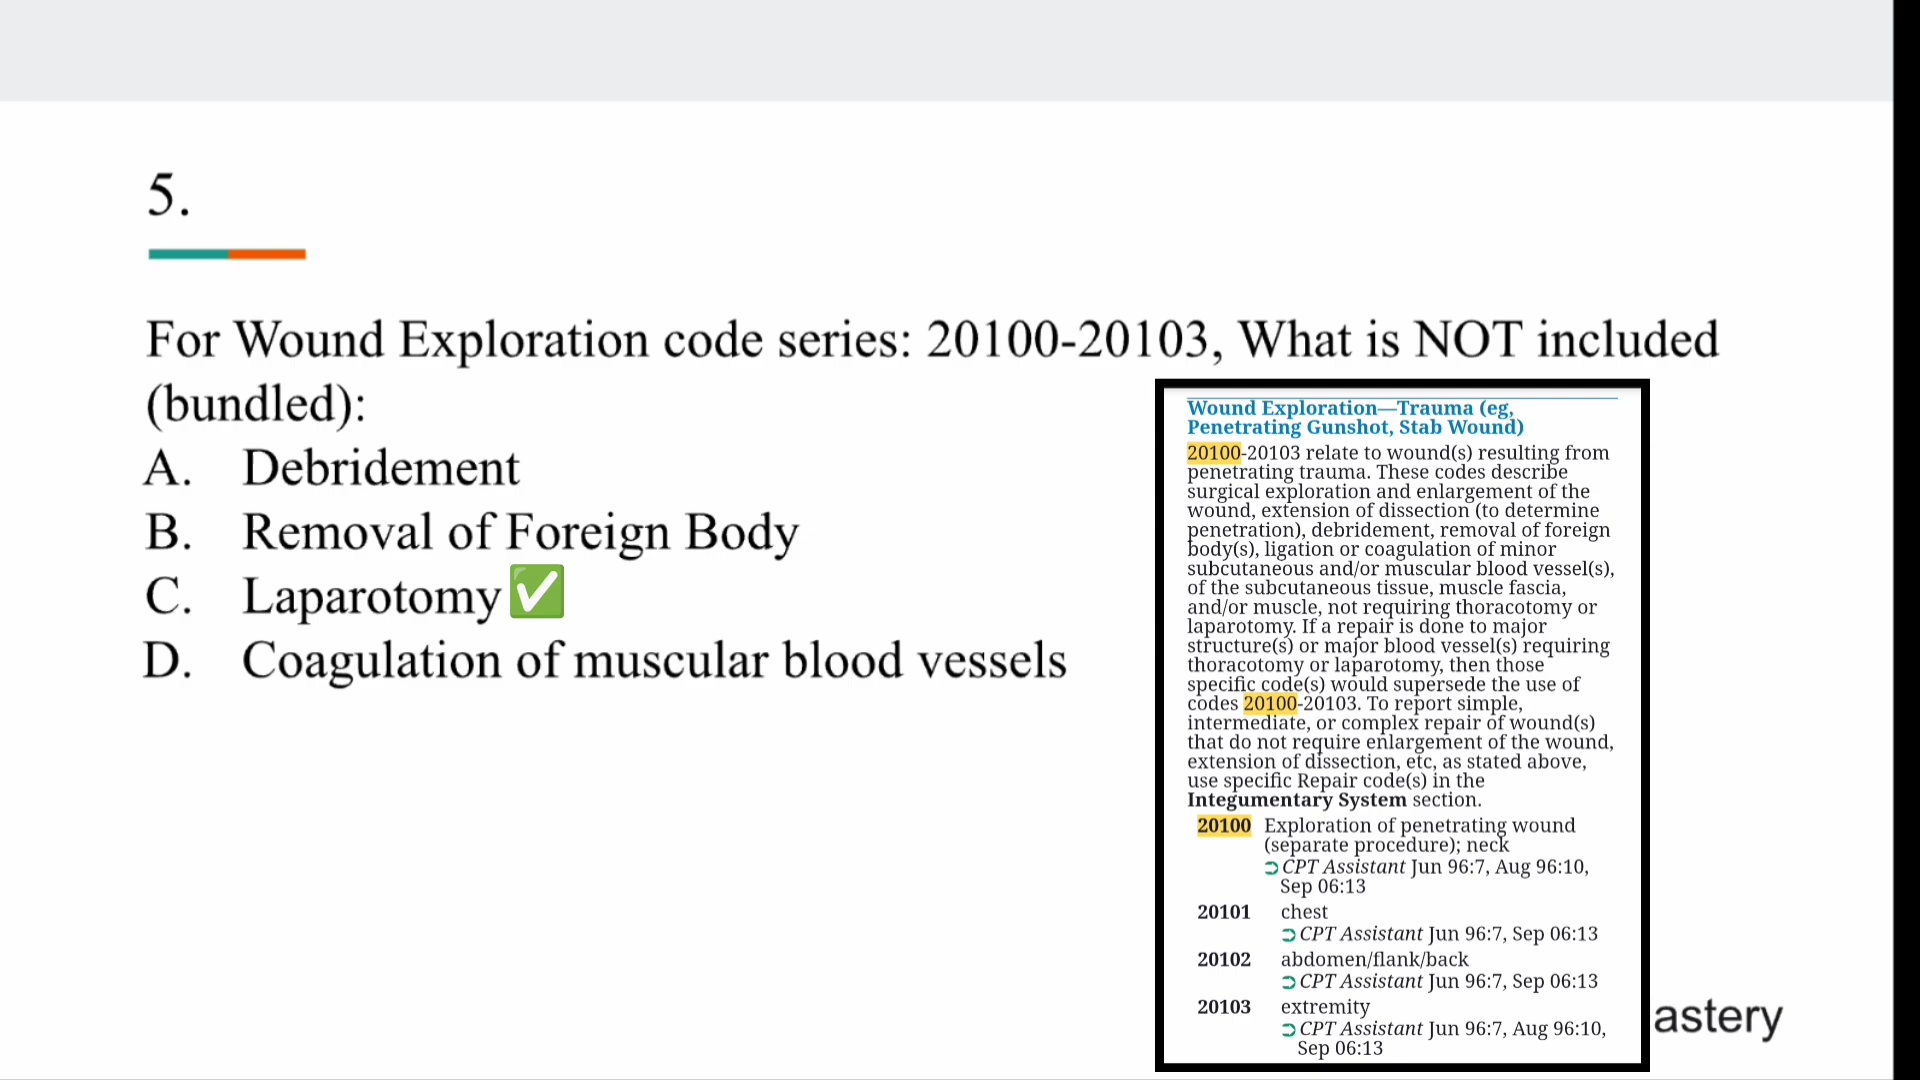 5.
For Wound Exploration code series: 20100-20103, What is NOT included
(bundled):
A. Debridement
B. Removal of Foreign Body
C. Laparotomy
D. Coagulation of muscular blood vessels
Wound Exploration—Trauma (eg,
Penetrating Gunshot, Stab Wound)
20100-20103 relate to wound(s) resulting from
penetrating trauma. These codes describe
surgical exploration and enlargement of the
wound, extension of dissection (to determine
penetration), debridement, removal of foreign
body(s), ligation or coagulation of minor
subcutaneous and/or muscular blood vessel(s),
of the subcutaneous tissue, muscle fascia,
and/or muscle, not requiring thoracotomy or
laparotomy. If a repair is done to major
structure(s) or major blood vessel(s) requiring
thoracotomy or laparotomy, then those
specific code(s) would supersede the use of
codes 20100-20103. To report simple,
intermediate, or complex repair of wound(s)
that do not require enlargement of the wound,
extension of dissection, etc, as stated above,
use specific Repair code(s) in the
Integumentary System section.
20100 Exploration of penetrating wound
(separate procedure); neck
CPT Assistant Jun 96:7, Aug 96:10,
Sep 06:13
20101 chest
CPT Assistant Jun 96:7, Sep 06:13
20102 abdomen/flank/back
CPT Assistant Jun 96:7, Sep 06:13
20103 extremity
CPT Assistant Jun 96:7, Aug 96:10,
Sep 06:13
astery